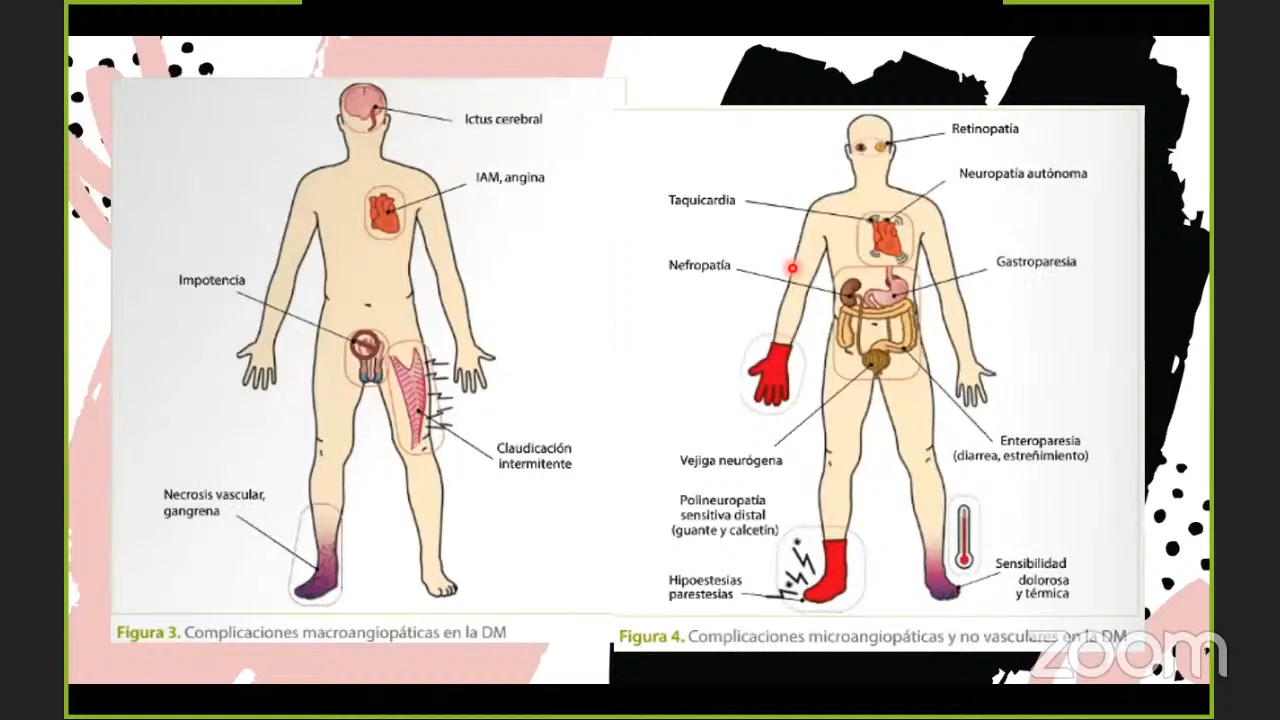 Ictus cerebral
IAM, angina
Impotencia
Claudicación
intermitente
Necrosis vascular,
gangrena
Figura 3. Complicaciones macroangiopáticas en la DM
Retinopatía
Neuropatía autónoma
Taquicardia
Nefropatía
Gastroparesia
Enteroparesia
(diarrea, estreñimiento)
Vejiga neurógena
Polineuropatía
sensitiva distal
(guante y calcetín)
Hipoestesias
parestesias
Sensibilidad
dolorosa
y térmica
Figura 4. Complicaciones microangiopáticas y no vasculares en la DM
zoom